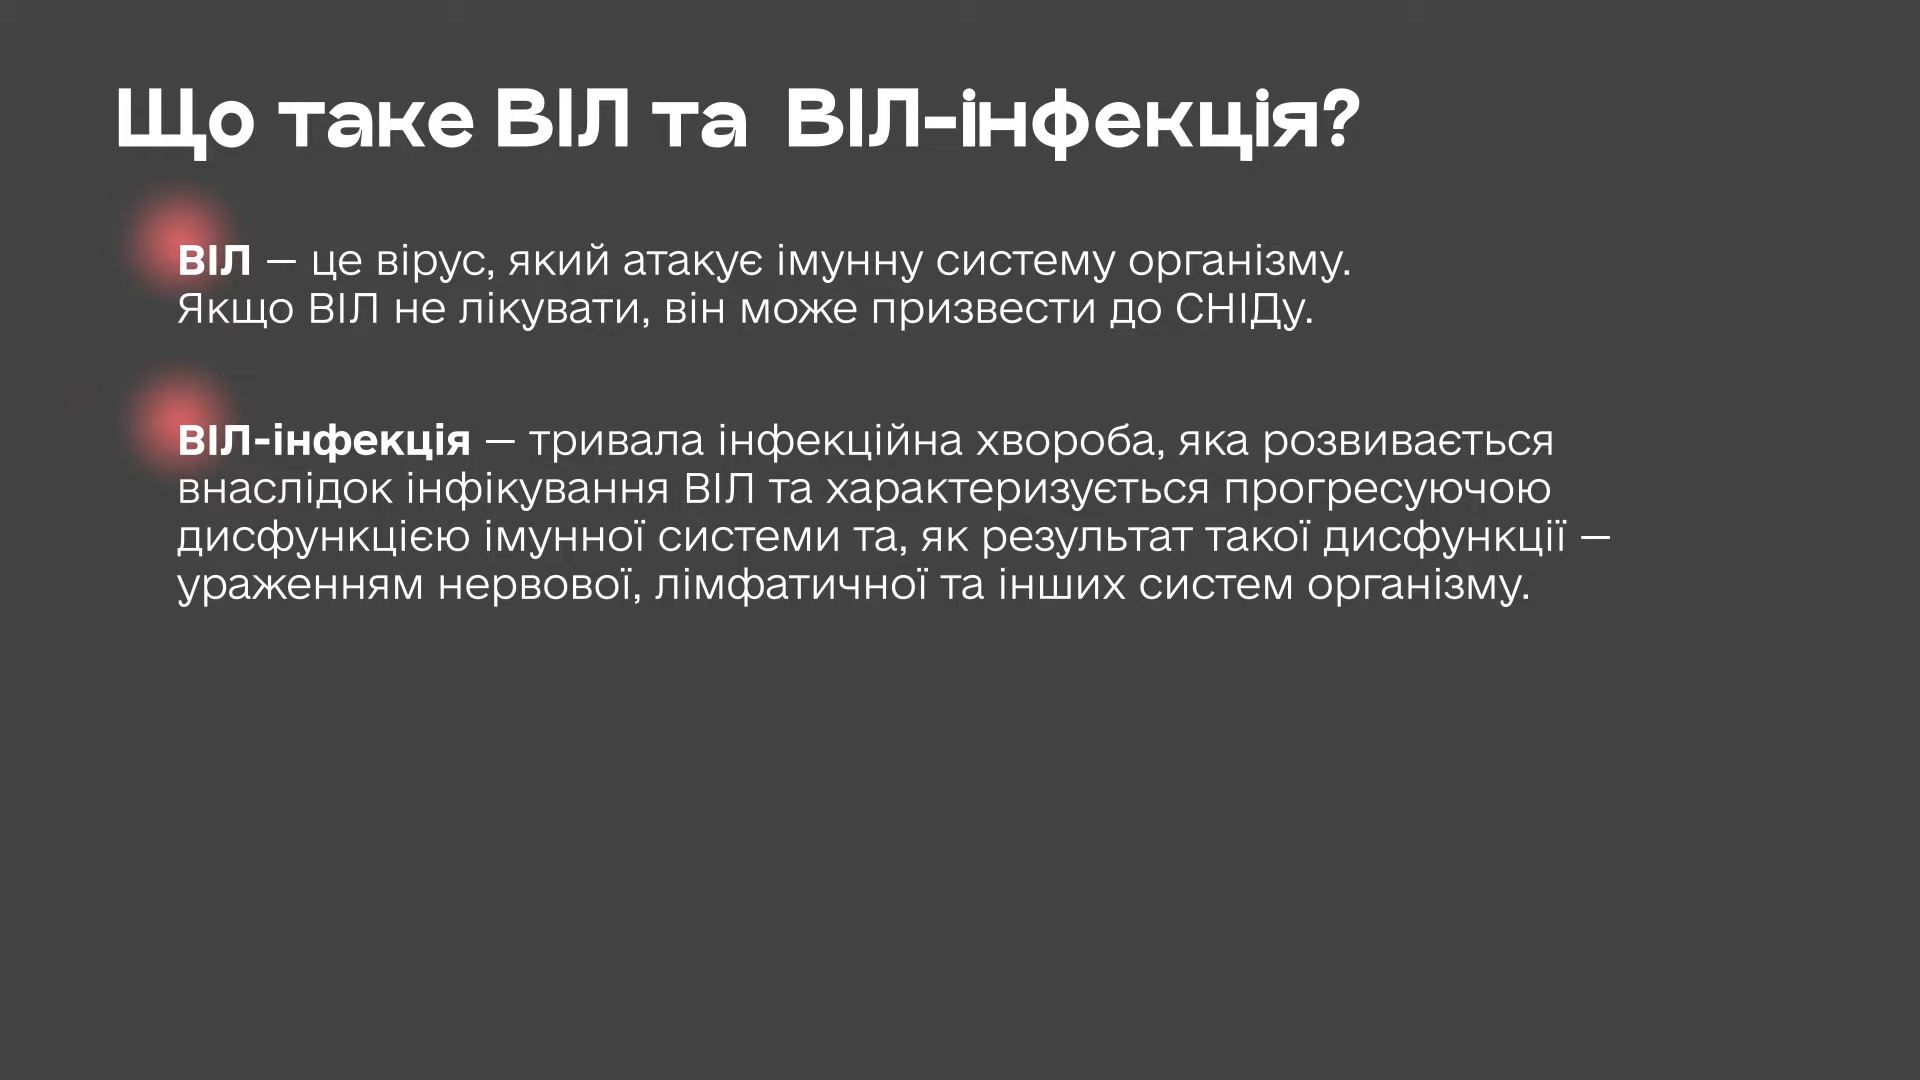 Що таке ВІЛ та ВІЛ-інфекція?
ВІЛ — це вірус, який атакує імунну систему організму.
Якщо ВІЛ не лікувати, він може призвести до СНІДу.
ВІЛ-інфекція — тривала інфекційна хвороба, яка розвивається
внаслідок інфікування ВІЛ та характеризується прогресуючою
дисфункцією імунної системи та, як результат такої дисфункції —
ураженням нервової, лімфатичної та інших систем організму.